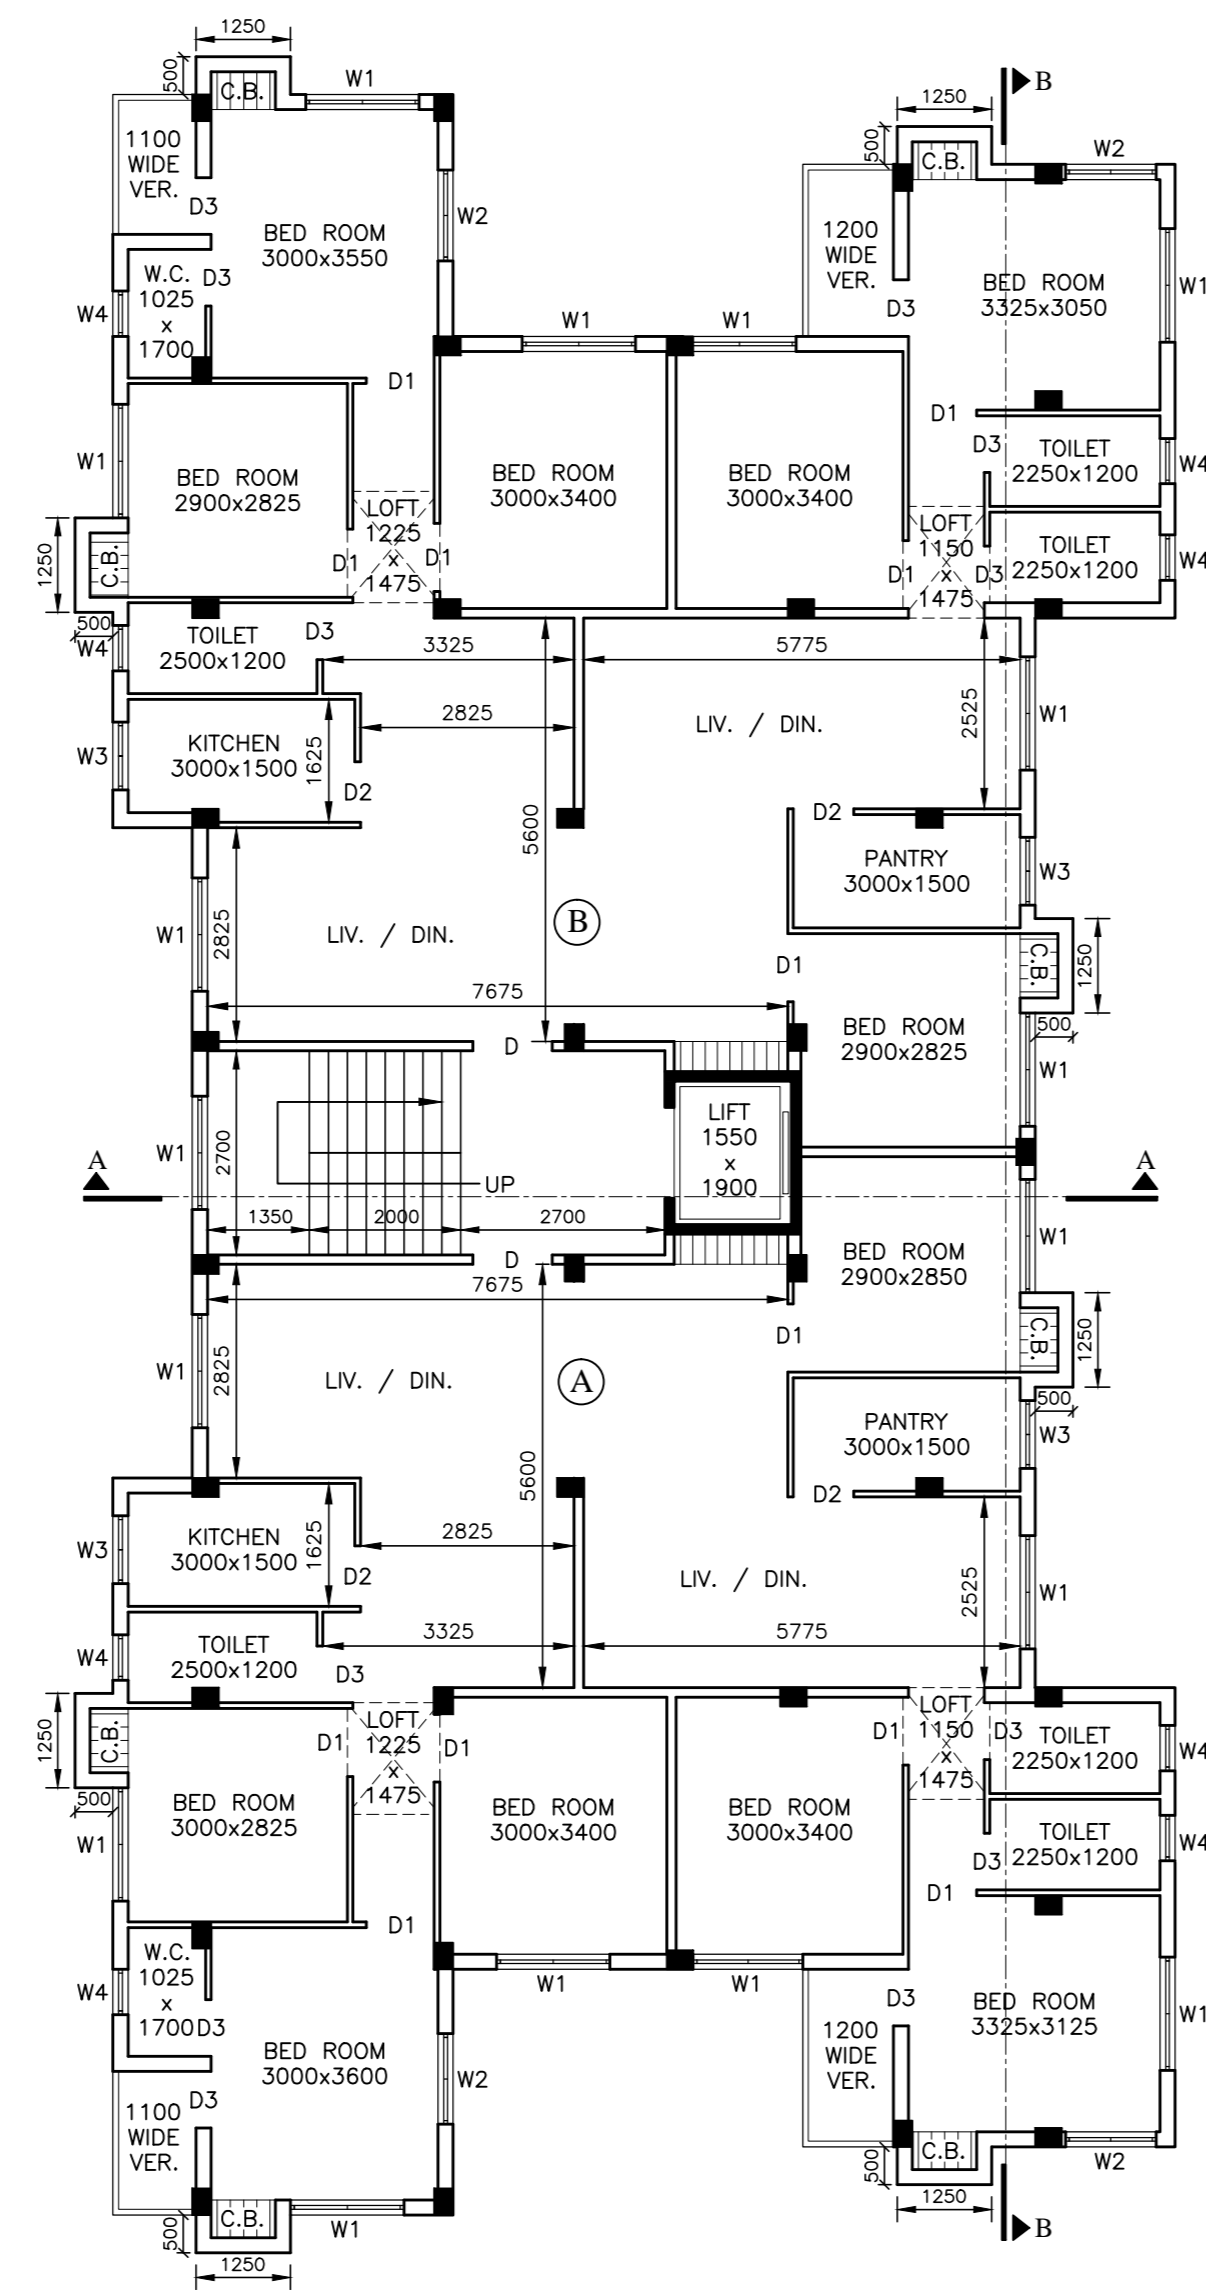 1250
500
C.B.
W1
B
1250
500
C.B.
W2
1100
WIDE
VER.
D3
BED ROOM
3000x3550
W2
1200
WIDE
VER.
D3
BED ROOM
3325x3050
W1
W.C.
1025
x
1700
D3
W4
W1
W1
D1
D1
W1
BED ROOM
2900x2825
BED ROOM
3000x3400
BED ROOM
3000x3400
D3
TOILET
2250x1200
W4
LOFT
1225
x
1475
D1
D1
LOFT
1150
x
1475
D1
D3
TOILET
2250x1200
W4
1250
C.B.
500
W4
TOILET
2500x1200
D3
3325
5775
2825
LIV. / DIN.
2525
W1
W3
KITCHEN
3000x1500
1625
D2
D2
5600
PANTRY
3000x1500
W3
W1
2825
LIV. / DIN.
B
D1
C.B.
1250
7675
BED ROOM
2900x2825
500
W1
D
LIFT
1550
x
1900
W1
2700
A
UP
A
1350
2000
2700
W1
D
BED ROOM
2900x2850
7675
D1
C.B.
1250
W1
2825
LIV. / DIN.
A
500
PANTRY
3000x1500
W3
5600
D2
W3
KITCHEN
3000x1500
1625
2825
D2
LIV. / DIN.
2525
W1
W4
TOILET
2500x1200
3325
5775
D3
1250
C.B.
500
D1
LOFT
1225
x
1475
D1
D1
LOFT
1150
x
1475
D3
TOILET
2250x1200
W4
W1
BED ROOM
3000x2825
BED ROOM
3000x3400
BED ROOM
3000x3400
TOILET
2250x1200
W4
D3
D1
D1
W.C.
1025
x
1700
D3
W4
W1
W1
D3
BED ROOM
3325x3125
W1
1200
WIDE
VER.
BED ROOM
3000x3600
W2
D3
1100
WIDE
VER.
C.B.
500
1250
W2
C.B.
W1
500
1250
B